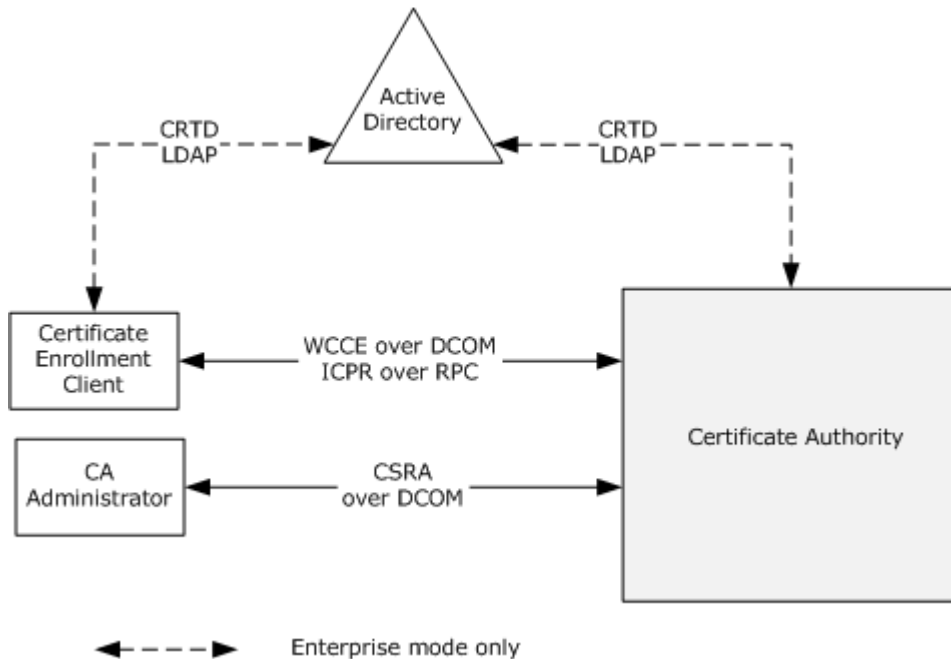 Active
Directory
CRTD
LDAP
CRTD
LDAP
Certificate
Enrollment
Client
WCCE over DCOM
ICPR over RPC
Certificate Authority
CA
Administrator
CSRA
over DCOM
Enterprise mode only